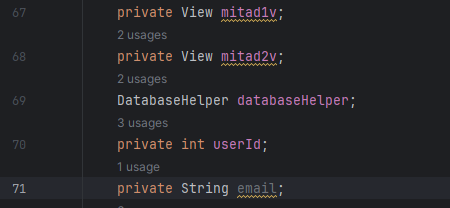 67 private View mitad1v;
2 usages
68 private View mitad2v;
2 usages
69 DatabaseHelper databaseHelper;
3 usages
70 private int userId;
1 usage
71 private String email;